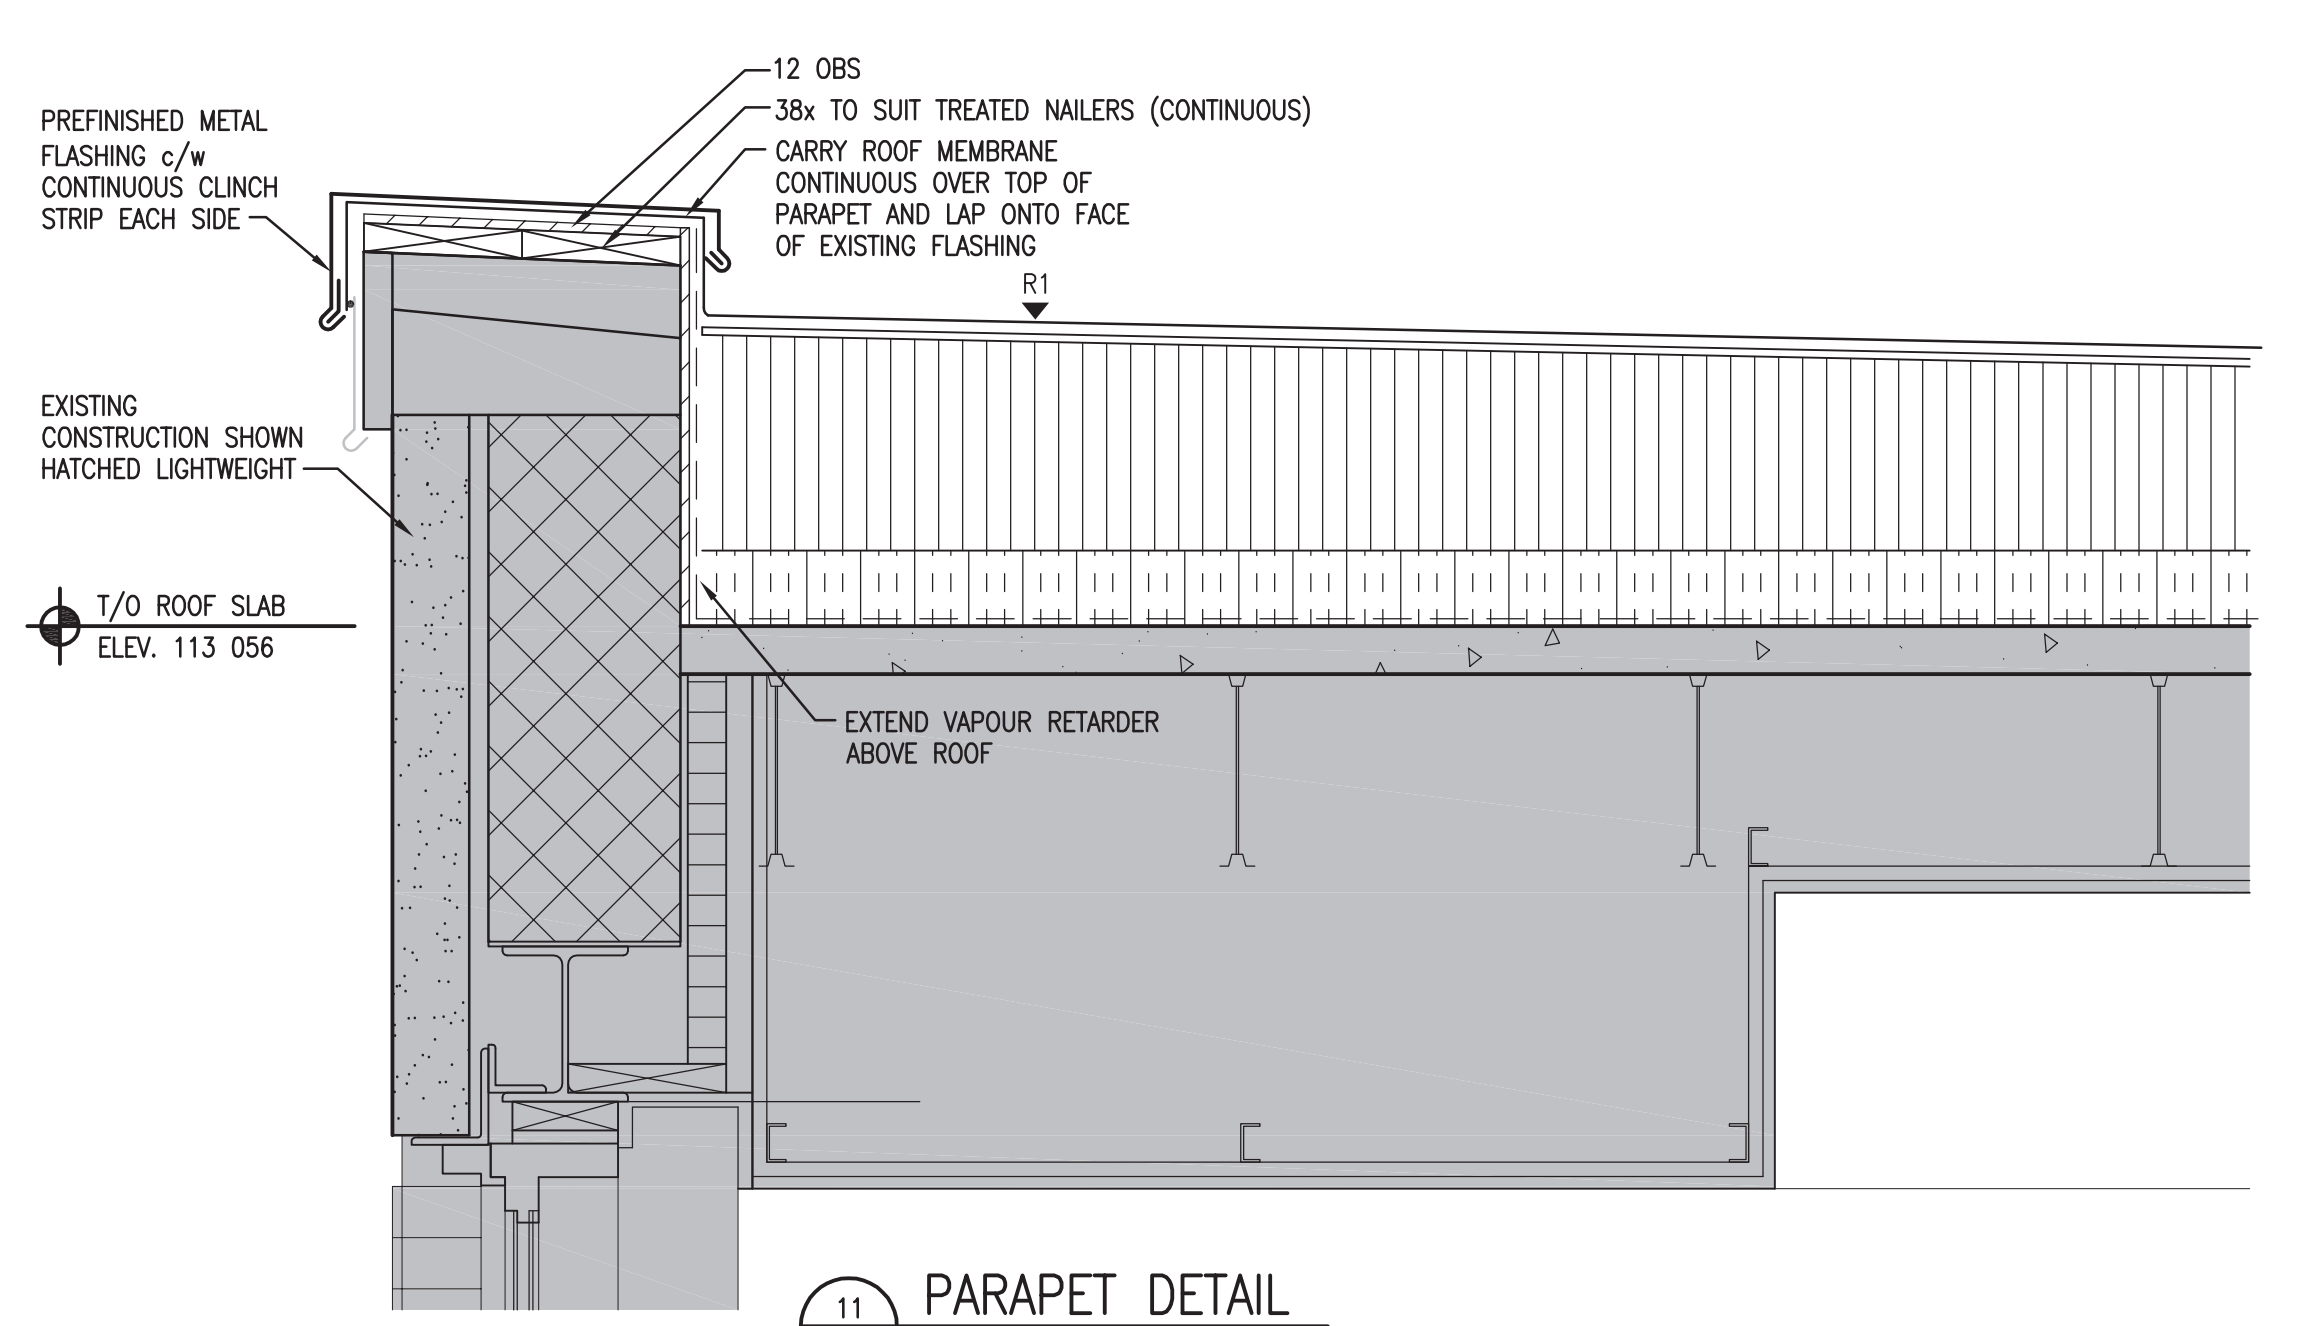 12 OBS
38x TO SUIT TREATED NAILERS (CONTINUOUS)
CARRY ROOF MEMBRANE
CONTINUOUS OVER TOP OF
PARAPET AND LAP ONTO FACE
OF EXISTING FLASHING
PREFINISHED METAL
FLASHING c/w
CONTINUOUS CLINCH
STRIP EACH SIDE
R1
EXISTING
CONSTRUCTION SHOWN
HATCHED LIGHTWEIGHT
T/O ROOF SLAB
ELEV. 113 056
EXTEND VAPOUR RETARDER
ABOVE ROOF
11
PARAPET DETAIL